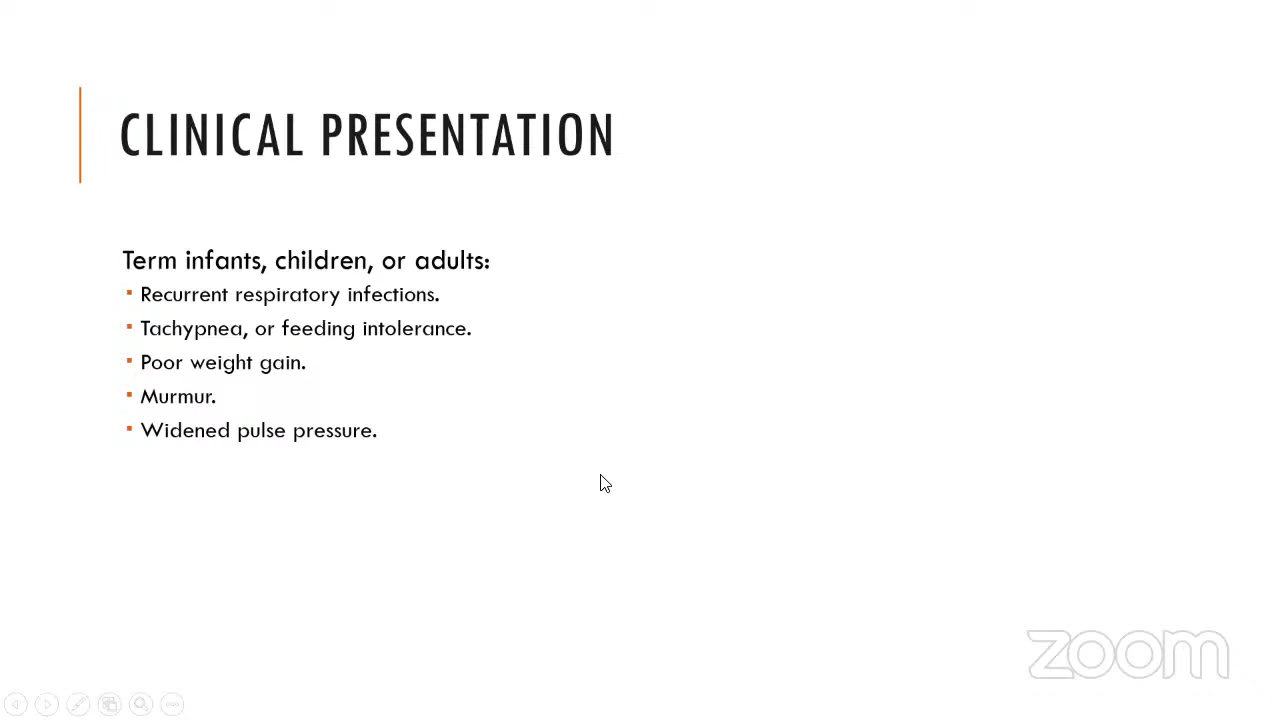 CLINICAL PRESENTATION
Term infants, children, or adults:
Recurrent respiratory infections.
Tachypnea, or feeding intolerance.
Poor weight gain.
Murmur.
Widened pulse pressure.
zoom